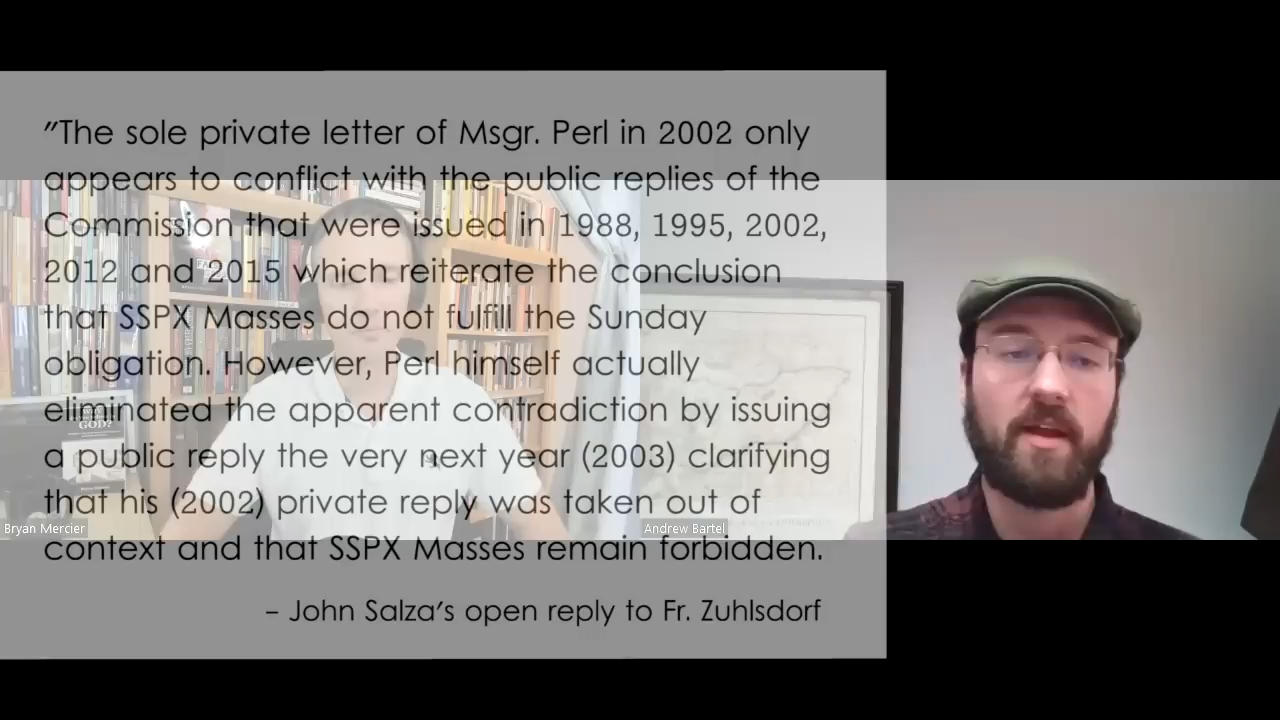 "The sole private letter of Msgr. Perl in 2002 only
appears to conflict with the public replies of the
Commission that were issued in 1988, 1995, 2002,
2012 and 2015 which reiterate the conclusion
that SSPX Masses do not fulfill the Sunday
obligation. However, Perl himself actually
eliminated the apparent contradiction by issuing
GOD?
a public reply the very next year (2003) clarifying
that his (2002) private reply was taken out of
Bryan Mercier
Andrew Bartel
context and that SSPX Masses remain forbidden.
– John Salza's open reply to Fr. Zuhlsdorf